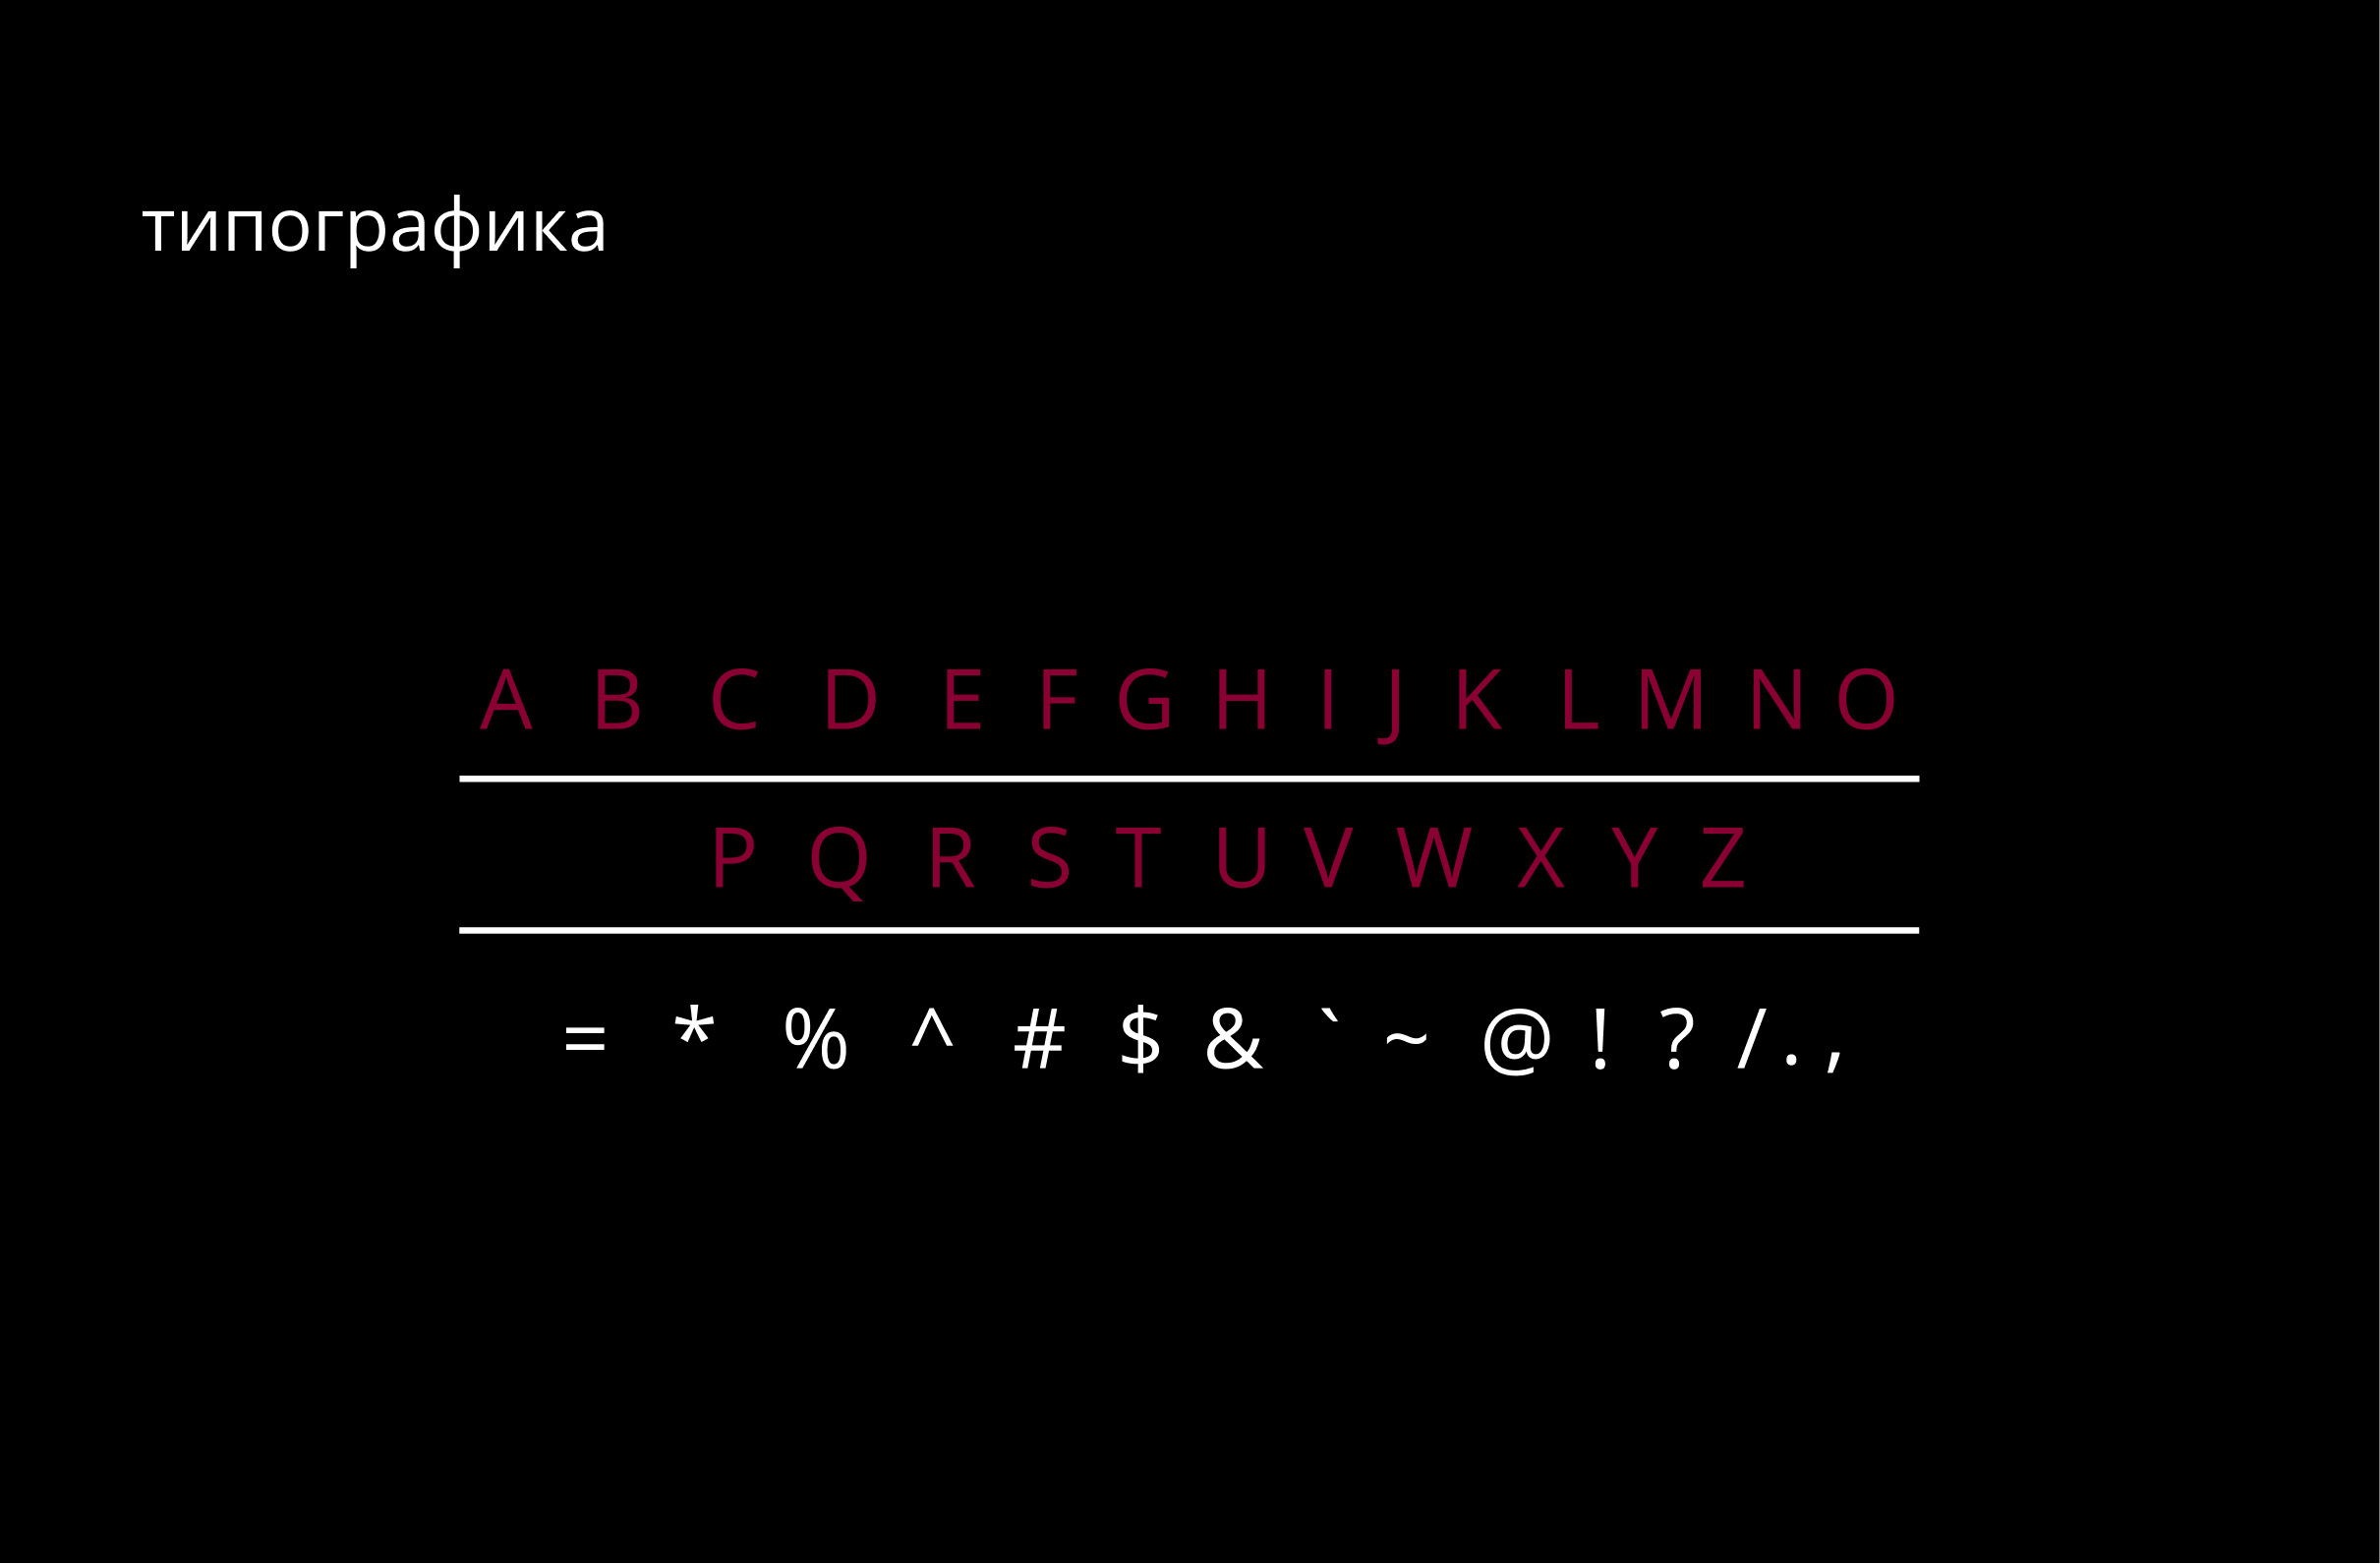 типографика
A B C D E F G H I J K L M N O
P Q R S T U V W X Y Z
= * % ^ # $ & ` ~ @ ! ? / . ,